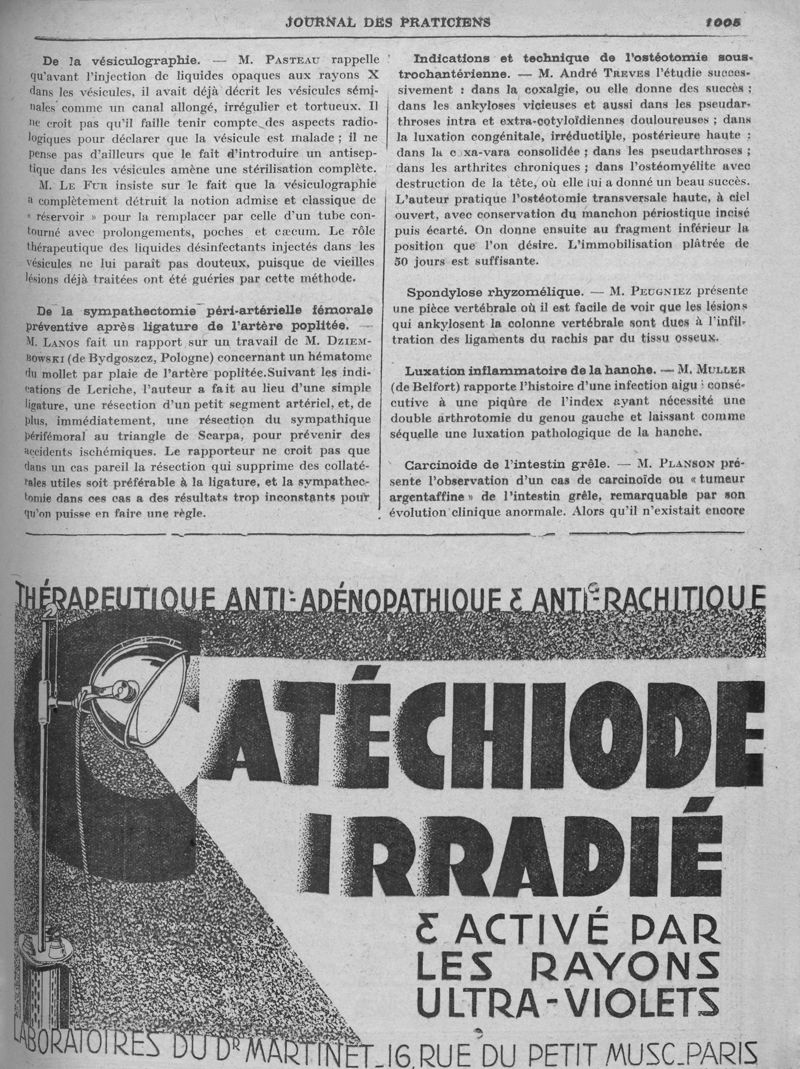 JOURNAL DES PRATICIENS 1005
De la vésiculographie. — M. PASTEAU rappelle
qu'avant l'injection de liquides opaques aux rayons X
dans les vésicules, il avait déjà décrit les vésicules sémi-
nales comme un canal allongé, irrégulier et tortueux. Il
ne croit pas qu'il faille tenir compte des aspects radio-
logiques pour déclarer que la vésicule est malade ; il ne
pense pas d'ailleurs que le fait d'introduire un antisep-
tique dans les vésicules amène une stérilisation complète.
M. LE FUR insiste sur le fait que la vésiculographie
a complètement détruit la notion admise et classique de
« réservoir » pour la remplacer par celle d'un tube con-
tourné avec prolongements, poches et cæcum. Le rôle
thérapeutique des liquides désinfectants injectés dans les
vésicules ne lui paraît pas douteux, puisque de vieilles
lésions déjà traitées ont été guéries par cette méthode.
De la sympathectomie péri-artérielle fémorale
préventive après ligature de l'artère poplitée. —
M. LANOS fait un rapport sur un travail de M. DZIEM-
BOWSKI (de Bydgoszcz, Pologne) concernant un hématome
du mollet par plaie de l'artère poplitée.Suivant les indi-
cations de Leriche, l'auteur a fait au lieu d'une simple
ligature, une résection d'un petit segment artériel, et, de
plus, immédiatement, une résection du sympathique
périfémoral au triangle de Scarpa, pour prévenir des
accidents ischémiques. Le rapporteur ne croit pas que
dans un cas pareil la résection qui supprime des collaté-
rales utiles soit préférable à la ligature, et la sympathec-
tomie dans ces cas a des résultats trop inconstants pour
qu'on puisse en faire une règle.
Indications et technique de l'ostéotomie sous-
trochantérienne. — M. André TREVES l'étudie succes-
sivement : dans la coxalgie, ou elle donne des succès ;
dans les ankyloses vicieuses et aussi dans les pseudar-
throses intra et extra-cotyloïdiennes douloureuses ; dans
la luxation congénitale, irréductible, postérieure haute ;
dans la c xa-vara consolidée ; dans les pseudarthroses ;
dans les arthrites chroniques ; dans l'ostéomyélite avec
destruction de la tête, où elle lui a donné un beau succès.
L'auteur pratique l'ostéotomie transversale haute, à ciel
ouvert, avec conservation du manchon périostique incisé
puis écarté. On donne ensuite au fragment inférieur la
position que l'on désire. L'immobilisation plâtrée de
50 jours est suffisante.
Spondylose rhyzomélique. — M. PEUGNIEZ présente
une pièce vertébrale où il est facile de voir que les lésions
qui ankylosent la colonne vertébrale sont dues à l'infil-
tration des ligaments du rachis par du tissu osseux.
Luxation inflammatoire de la hanche. — M. MULLER
(de Belfort) rapporte l'histoire d'une infection aiguë consé-
cutive à une piqûre de l'index ayant nécessité une
double arthrotomie du genou gauche et laissant comme
séquelle une luxation pathologique de la hanche.
Carcinoide de l'intestin grêle. — M. PLANSON pré-
sente l'observation d'un cas de carcinoïde ou « tumeur
argentaffine » de l'intestin grêle, remarquable par son
évolution clinique anormale. Alors qu'il n'existait encore
THÉRAPEUTIQUE ANTI-ADÉNOPATHIQUE & ANTI-RACHITIQUE
CATÉCHIODE
IRRADIÉ
& ACTIVÉ PAR
LES RAYONS
ULTRA-VIOLETS
LABORATOIRES DU DR MARTINET_16, RUE DU PETIT MUSC_PARIS